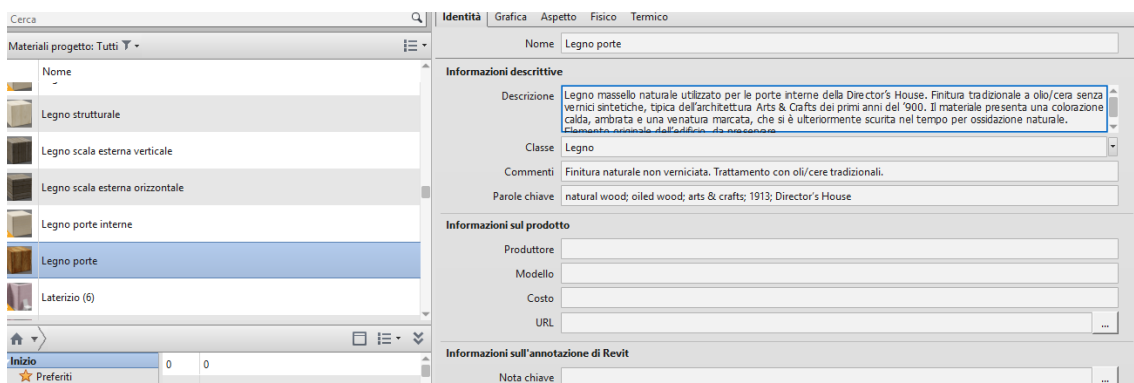 Cerca
Materiali progetto: Tutti
Nome
Legno strutturale
Legno scala esterna verticale
Legno scala esterna orizzontale
Legno porte interne
Legno porte
Laterizio (6)
Inizio
Preferiti
0 0
Identità Grafica Aspetto Fisico Termico
Nome Legno porte
Informazioni descrittive
Descrizione Legno massello naturale utilizzato per le porte interne della Director's House. Finitura tradizionale a olio/cera senza
vernici sintetiche, tipica dell'architettura Arts & Crafts dei primi anni del '900. Il materiale presenta una colorazione
calda, ambrata e una venatura marcata, che si è ulteriormente scurita nel tempo per ossidazione naturale.
Elemento originale dell'edificio, da preservare.
Classe Legno
Commenti Finitura naturale non verniciata. Trattamento con oli/cere tradizionali.
Parole chiave natural wood; oiled wood; arts & crafts; 1913; Director's House
Informazioni sul prodotto
Produttore
Modello
Costo
URL
...
Informazioni sull'annotazione di Revit
Nota chiave
...